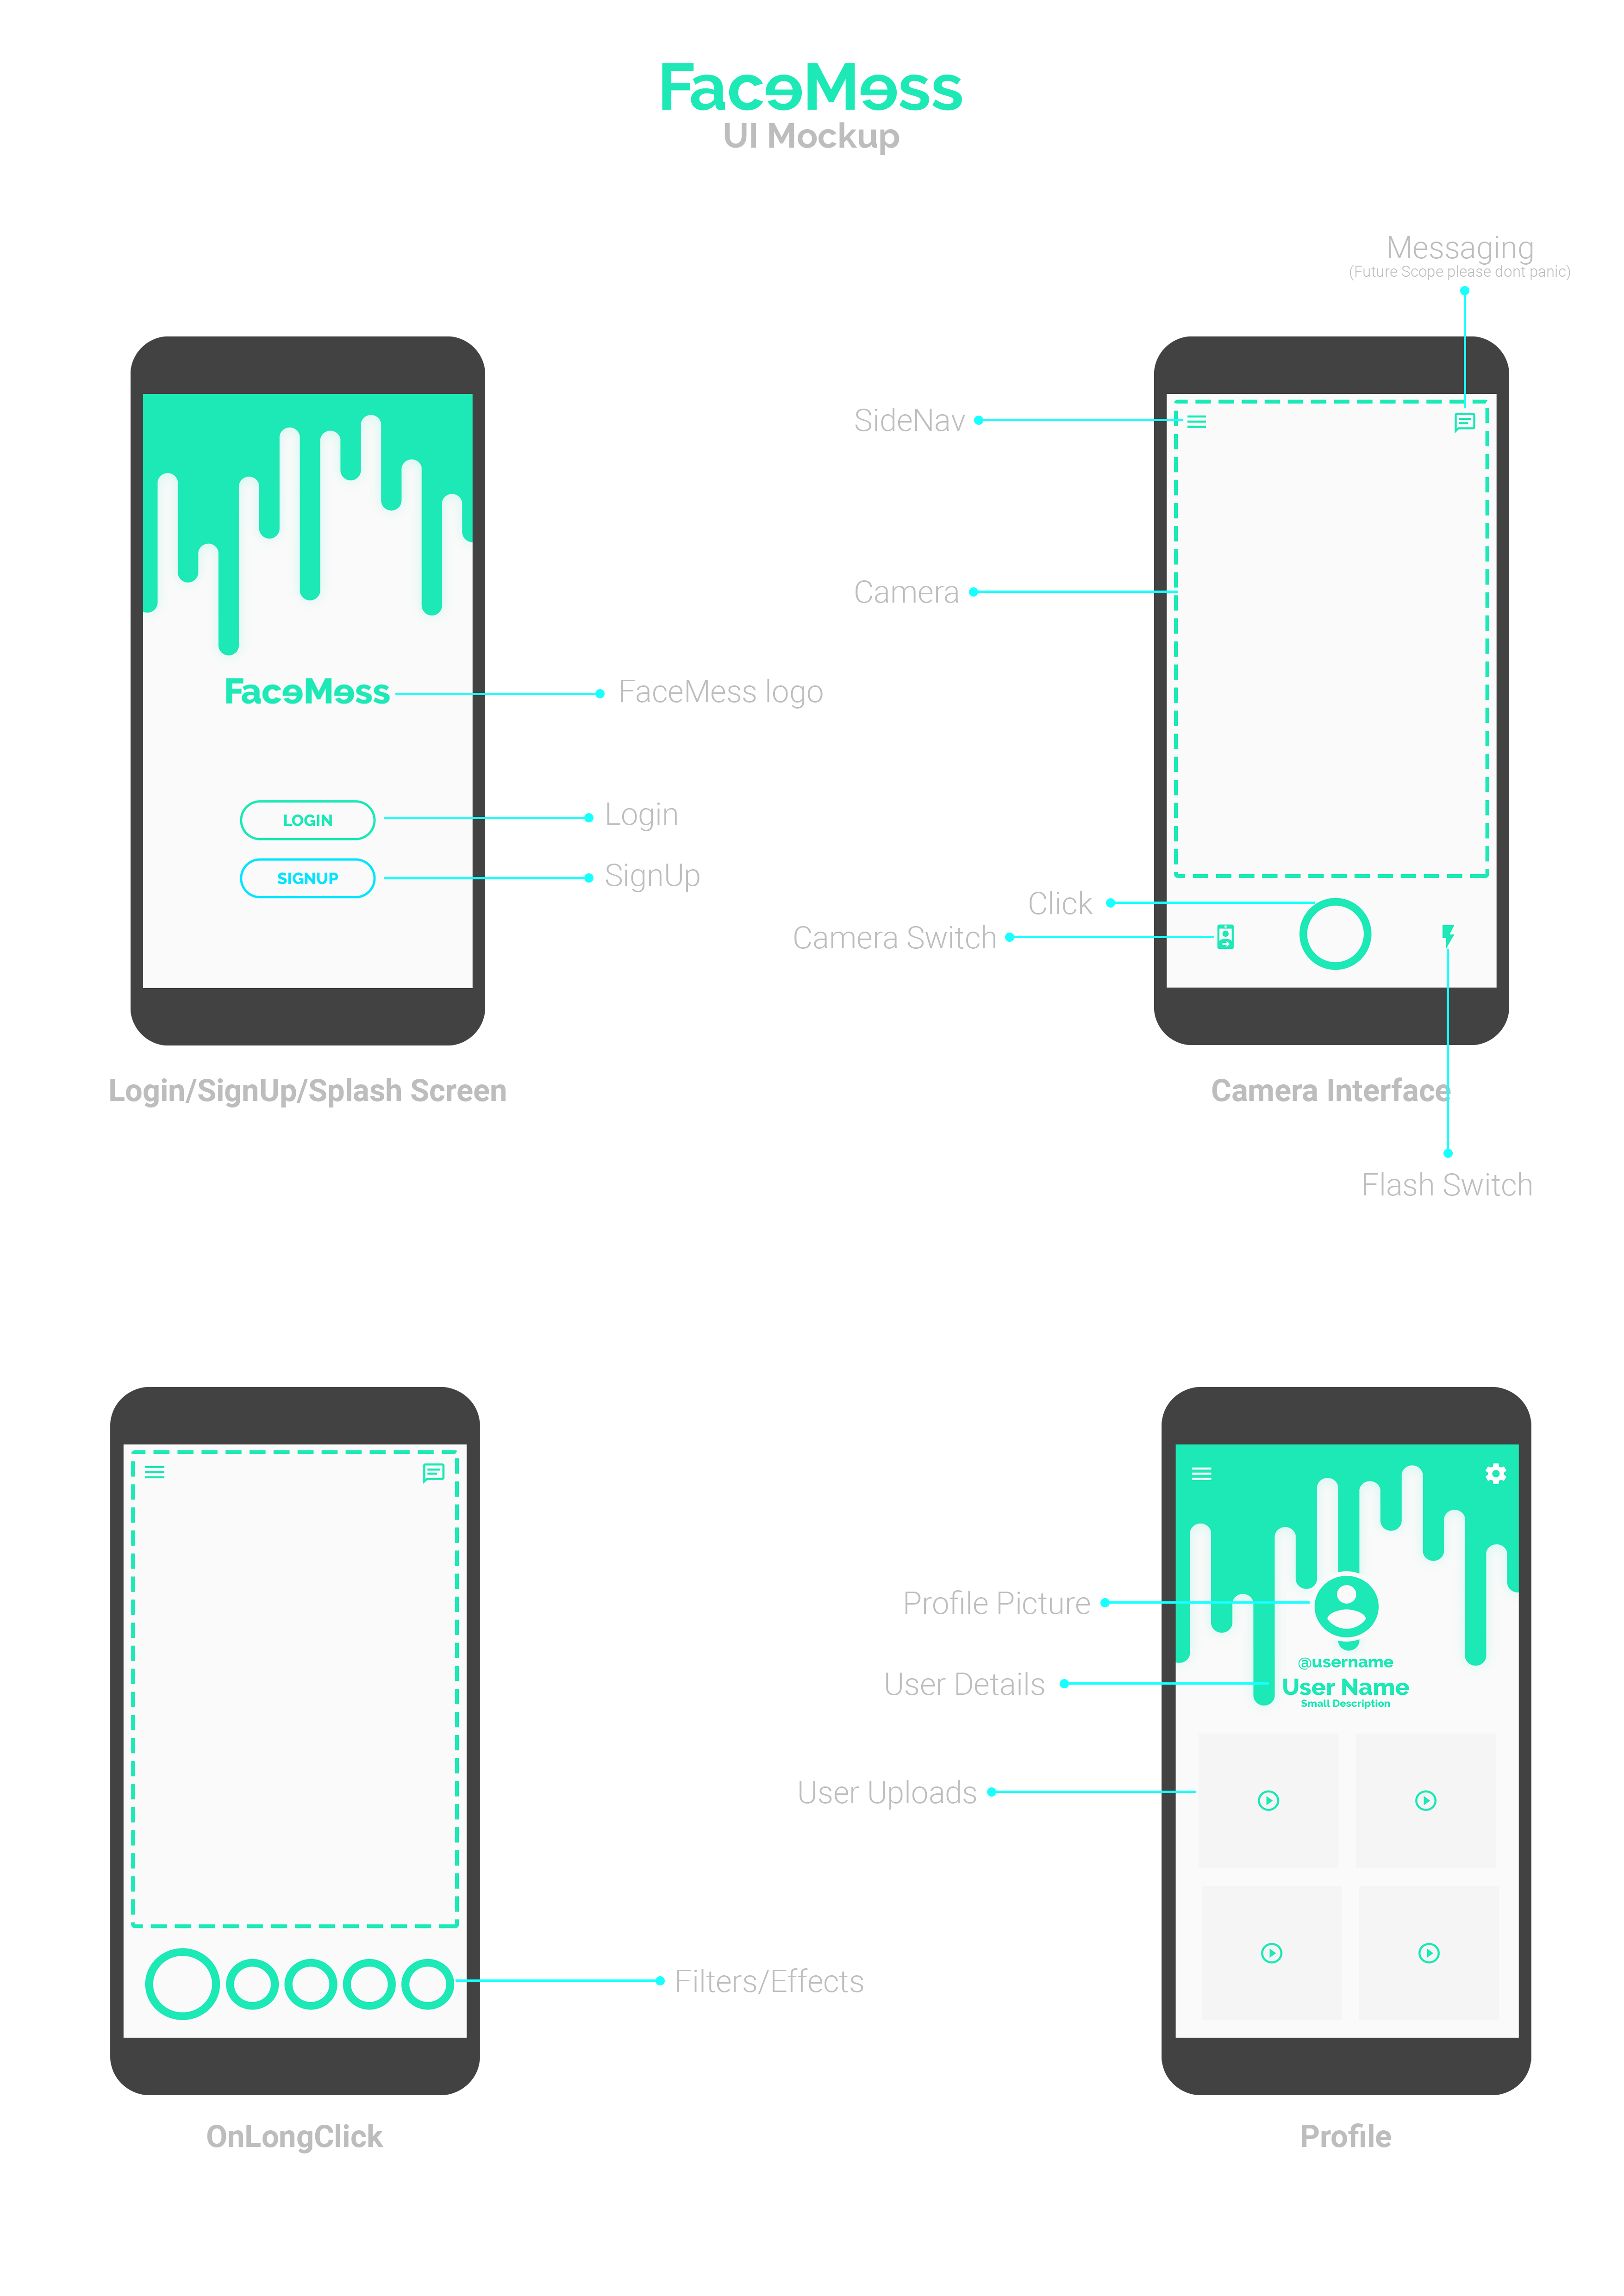 FaceMess
UI Mockup
Messaging
(Future Scope please dont panic)
SideNav
Camera
FaceMess
FaceMess logo
LOGIN
Login
SIGNUP
SignUp
Click
Camera Switch
Login/SignUp/Splash Screen
Camera Interface
Flash Switch
Profile Picture
@username
User Details
User Name
Small Description
User Uploads
Filters/Effects
OnLongClick
Profile